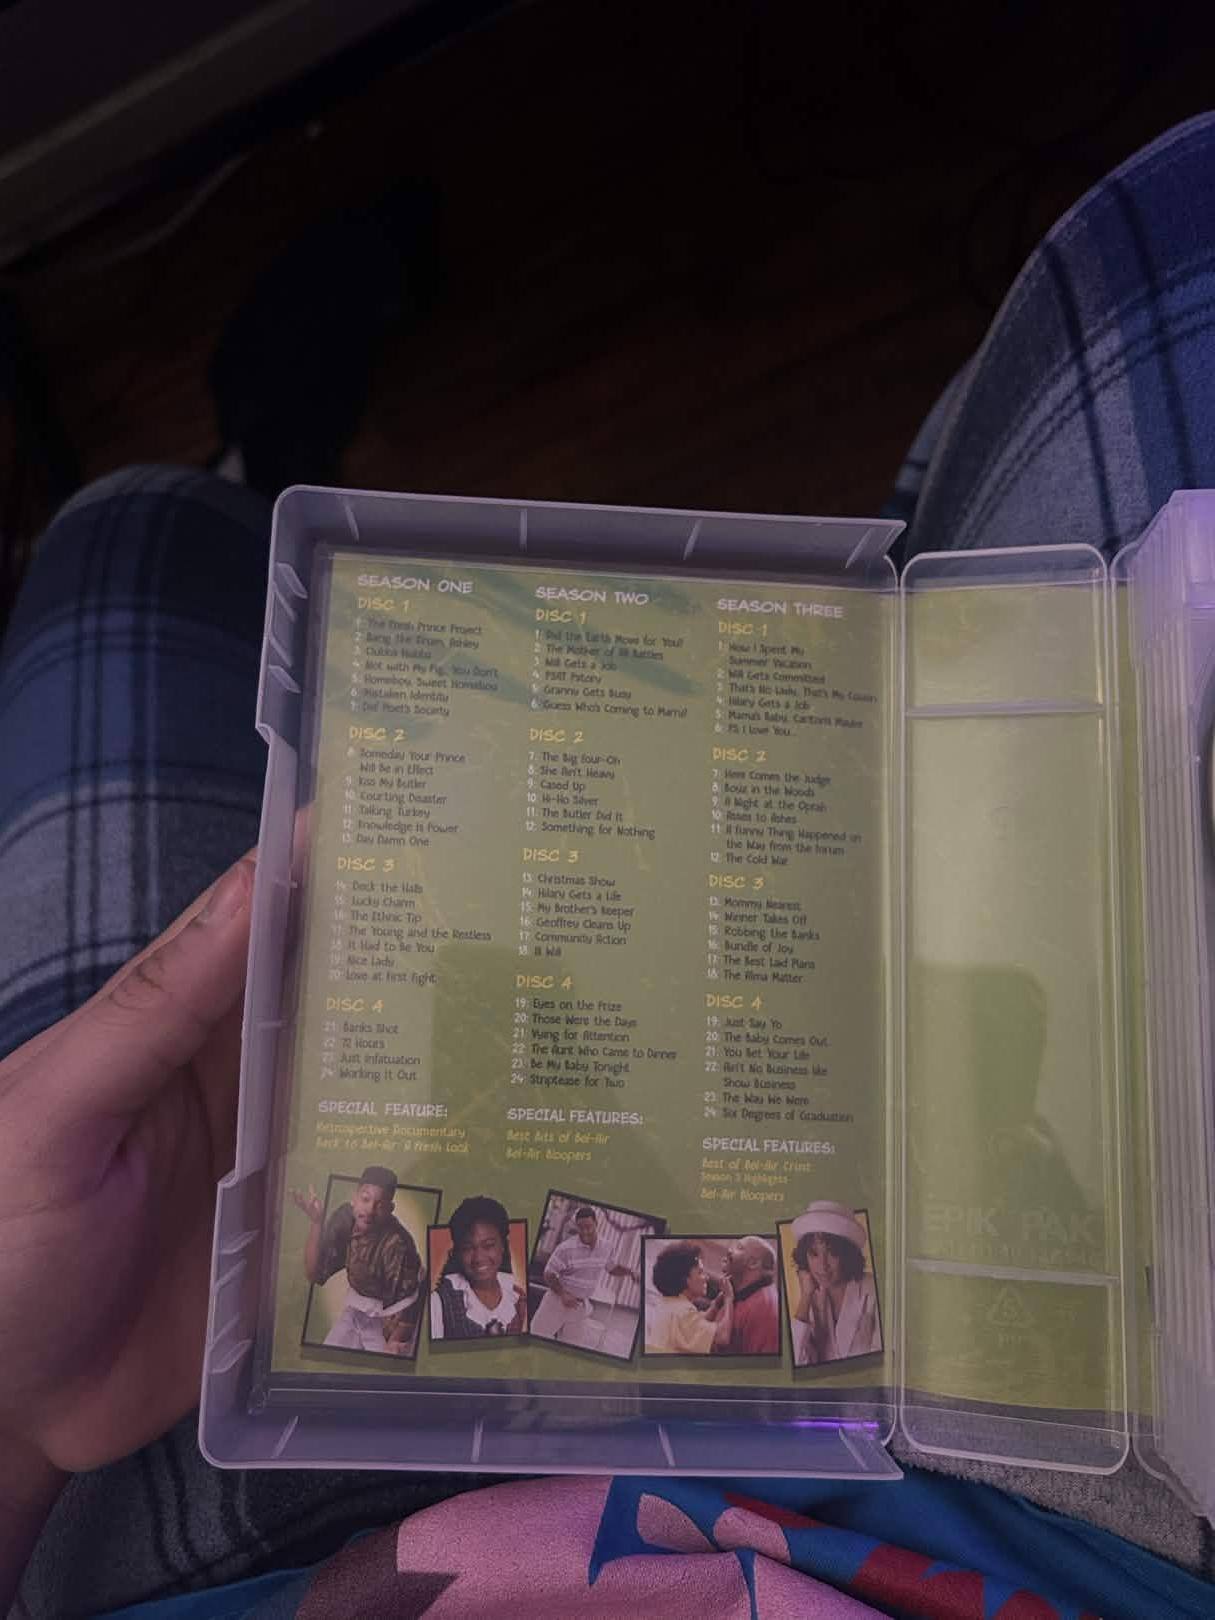 SEASON ONE
DISC 1
1: The Fresh Prince Project
2: Bang the Drum, Ashley
3: Clubba Hubba
4: Not with My Pig, You Don't
5: Homeboy, Sweet Homeboy
6: Mistaken Identity
7: Def Poet's Society
DISC 2
8: Someday Your Prince
Will Be in Effect
9: Kiss My Butler
10: Courting Disaster
11: Talking Turkey
12: Knowledge is Power
13: Day Damn One
DISC 3
14: Deck the Halls
15: Lucky Charm
16: The Ethnic Tip
17: The Young and the Restless
18: It Had to Be You
19: Nice Lady
20: Love at First Fight
DISC 4
21: Banks Shot
22: 72 Hours
23: Just Infatuation
24: Working It Out
SPECIAL FEATURE:
Retrospective Documentary
Back to Bel-Air: A Fresh Look
SEASON TWO
DISC 1
1: Did the Earth Move for You?
2: The Mother of All Battles
3: Will Gets a Job
4: PSAT Pstory
5: Granny Gets Busy
6: Guess Who's Coming to Marry?
DISC 2
7: The Big Four-Oh
8: She Ain't Heavy
9: Cased Up
10: Hi-Ho Silver
11: The Butler Did It
12: Something for Nothing
DISC 3
13: Christmas Show
14: Hilary Gets a Life
15: My Brother's Keeper
16: Geoffrey Cleans Up
17: Community Action
18: Ill Will
DISC 4
19: Eyes on the Prize
20: Those Were the Days
21: Vying for Attention
22: The Aunt Who Came to Dinner
23: Be My Baby Tonight
24: Striptease for Two
SPECIAL FEATURES:
Best Bits of Bel-Air
Bel-Air Bloopers
SEASON THREE
DISC 1
1: How I Spent My
Summer Vacation
2: Will Gets Committed
3: That's No Lady, That's My Cousin
4: Hilary Gets a Job
5: Mama's Baby, Carlton's Maybe
6: P.S. I Love You...
DISC 2
7: Here Comes the Judge
8: Boyz in the Woods
9: A Night at the Oprah
10: Asses to Ashes
11: A Funny Thing Happened on
the Way from the Forum
12: The Cold War
DISC 3
13: Mommy Nearest
14: Winner Takes Off
15: Robbing the Banks
16: Bundle of Joy
17: The Best Laid Plans
18: The Alma Matter
DISC 4
19: Just Say Yo
20: The Baby Comes Out
21: You Bet Your Life
22: Ain't No Business like
Show Business
23: The Way We Were
24: Six Degrees of Graduation
SPECIAL FEATURES:
Best of Bel-Air Crust
Season 3 Highlights
Bel-Air Bloopers
EPIK PAK
5